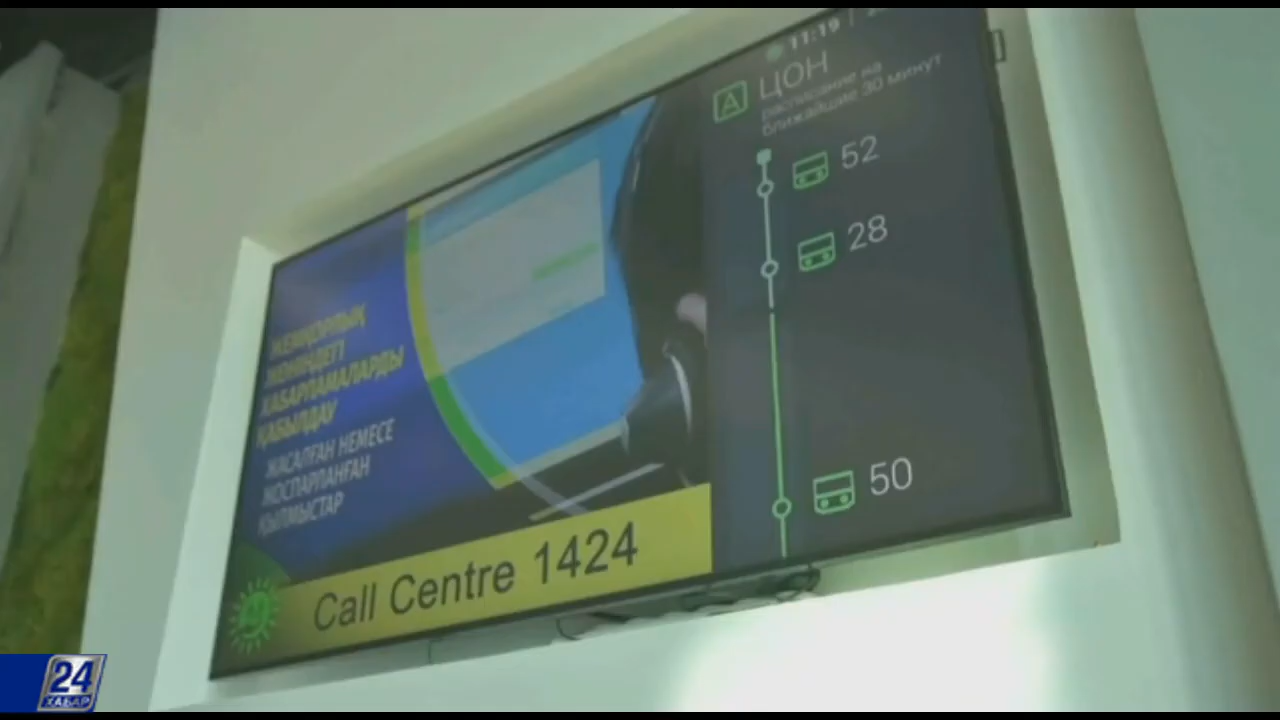 11:19
A ЦОН
расписание на
ближайшие 30 минут
52
28
50
ЖЕМҚОРЛЫҚ
ЖӨНІНДЕГІ
ХАБАРЛАМАЛАРДЫ
ҚАБЫЛДАУ
ЖАСАЛҒАН НЕМЕСЕ
ЖОСПАРЛАНҒАН
ҚЫЛМЫСТАР
Call Centre 1424
24
ХАБАР